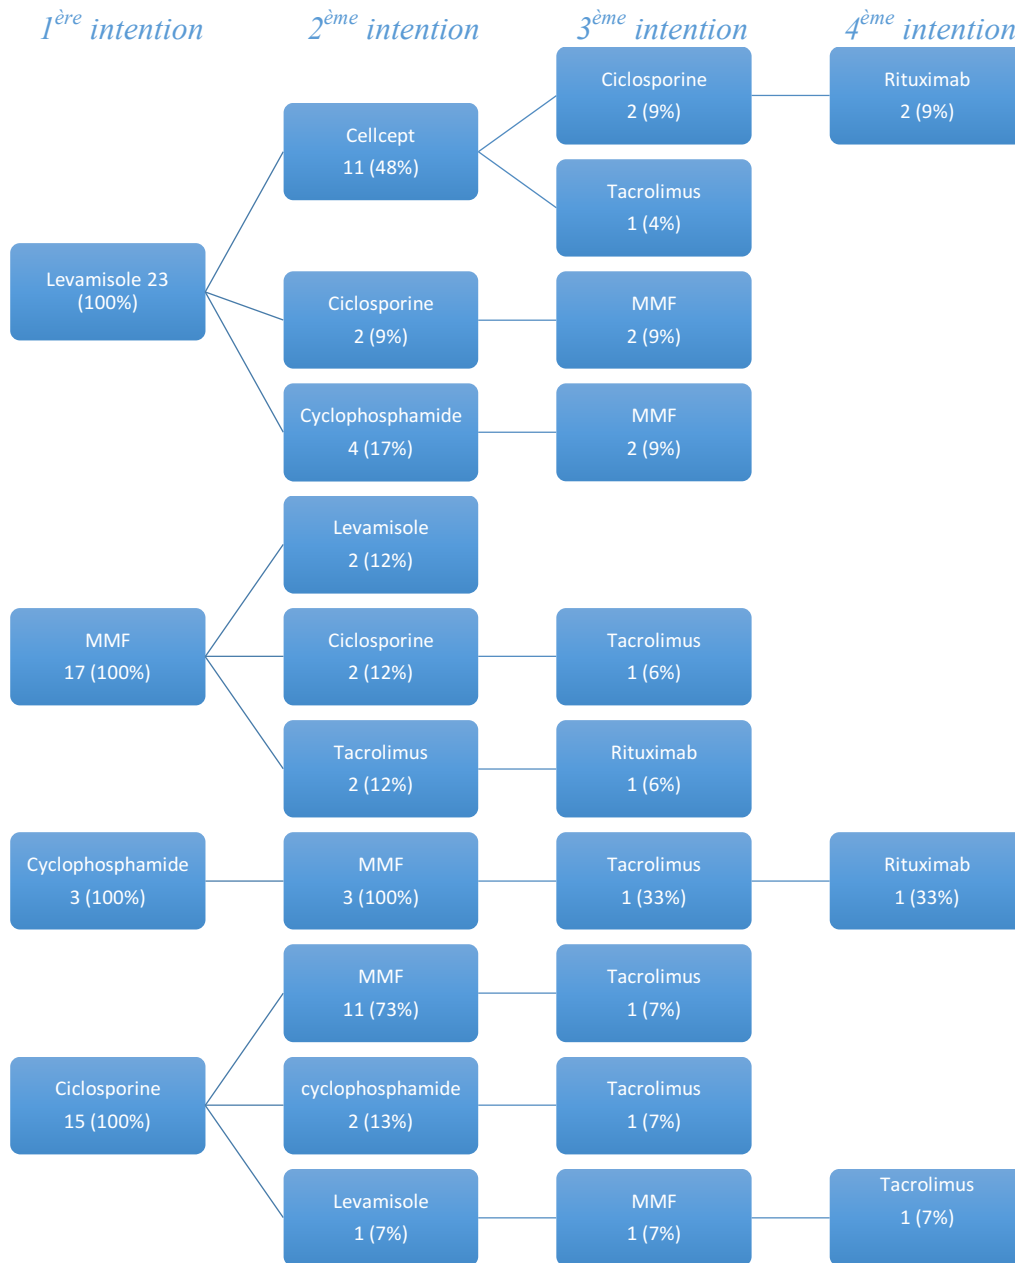 1ère intention
2ème intention
3ème intention
4ème intention
Levamisole 23
(100%)
Cellcept
11 (48%)
Ciclosporine
2 (9%)
Rituximab
2 (9%)
Tacrolimus
1 (4%)
Ciclosporine
2 (9%)
MMF
2 (9%)
Cyclophosphamide
4 (17%)
MMF
2 (9%)
MMF
17 (100%)
Levamisole
2 (12%)
Ciclosporine
2 (12%)
Tacrolimus
1 (6%)
Tacrolimus
2 (12%)
Rituximab
1 (6%)
Cyclophosphamide
3 (100%)
MMF
3 (100%)
Tacrolimus
1 (33%)
Rituximab
1 (33%)
Ciclosporine
15 (100%)
MMF
11 (73%)
Tacrolimus
1 (7%)
cyclophosphamide
2 (13%)
Tacrolimus
1 (7%)
Levamisole
1 (7%)
MMF
1 (7%)
Tacrolimus
1 (7%)